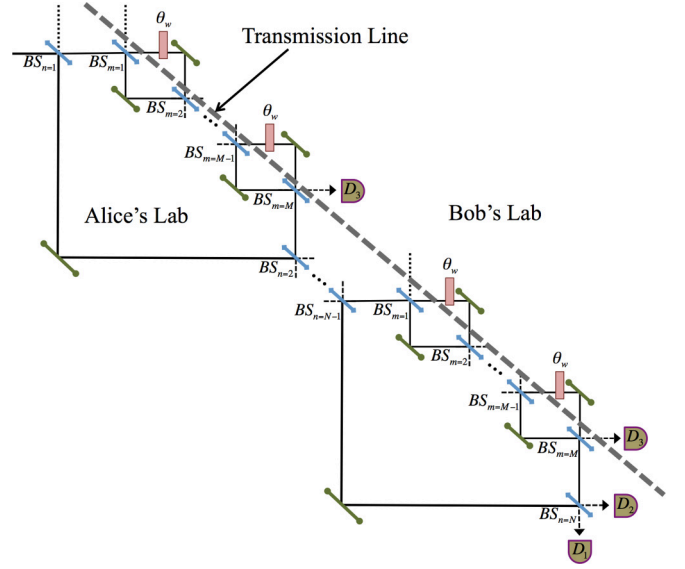 θw
Transmission Line
BSn=1
BSm=1
BSm=2
θw
BSm=M-1
D3
BSm=M
Alice's Lab
Bob's Lab
BSn=2
θw
BSn=N-1
BSm=1
BSm=2
θw
BSm=M-1
D3
BSm=M
D2
BSn=N
D1